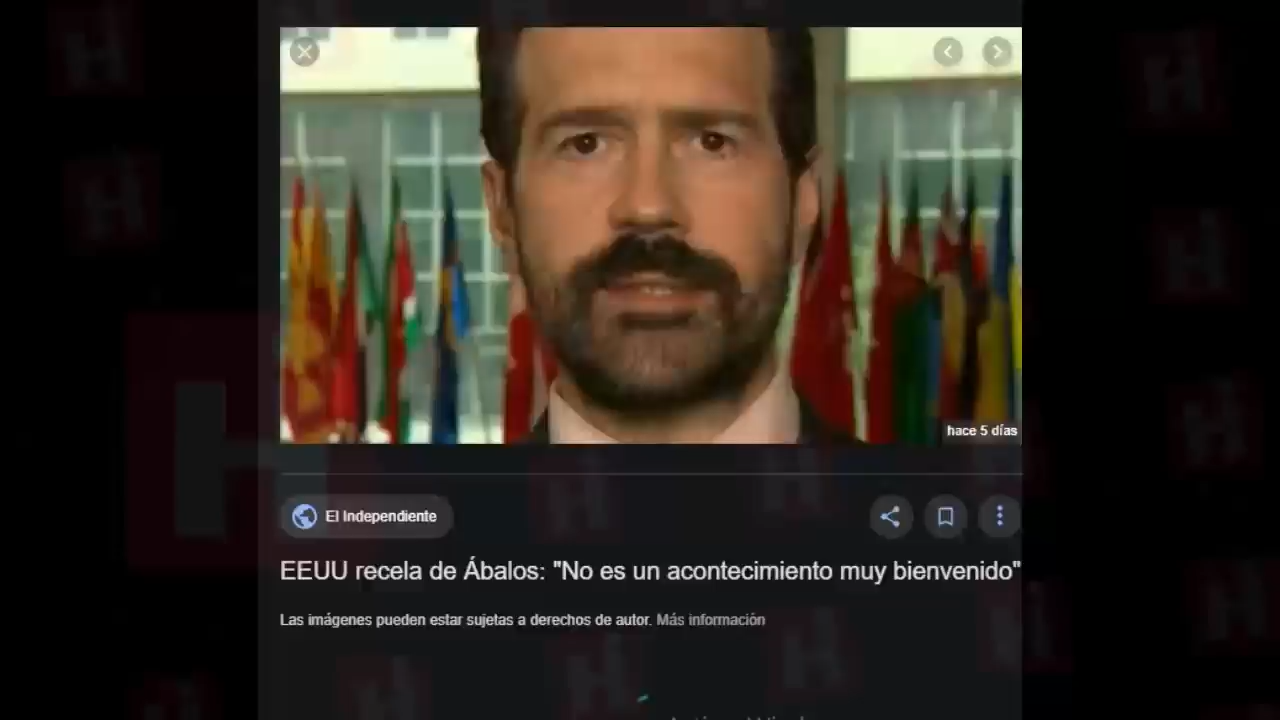 hace 5 días
El Independiente
EEUU recela de Ábalos: "No es un acontecimiento muy bienvenido"
Las imágenes pueden estar sujetas a derechos de autor. Más información